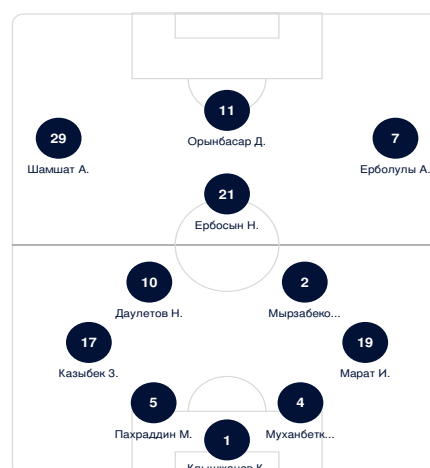 11
Орынбасар Д.
29
Шамшат А.
7
Ерболулы А.
21
Ербосын Н.
10
Даулетов Н.
2
Мырзабеко...
17
Казыбек З.
19
Марат И.
5
Пахраддин М.
4
Муханбетк...
1